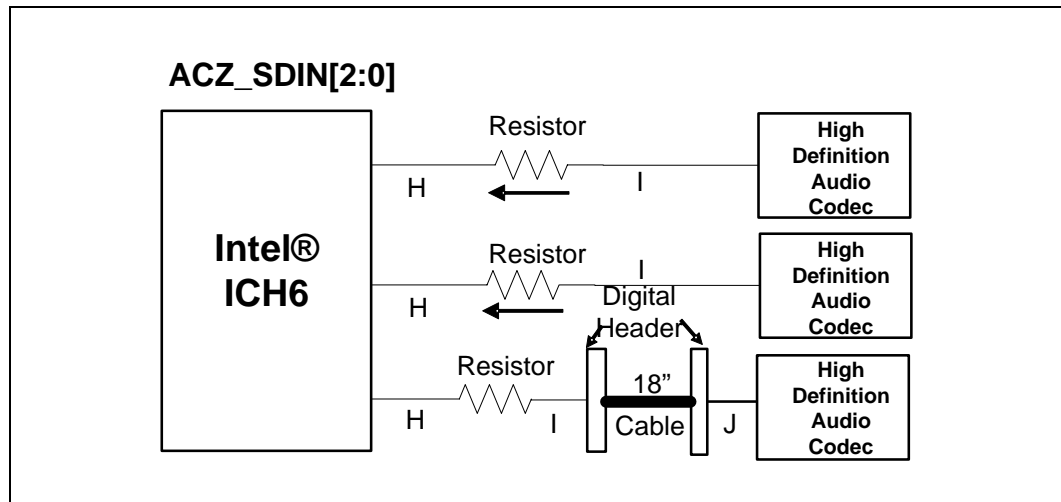 ACZ_SDIN[2:0]
Intel®
ICH6
Resistor
H
I
High
Definition
Audio
Codec
Resistor
H
I
High
Definition
Audio
Codec
Digital
Header
Resistor
H
I
18”
Cable
J
High
Definition
Audio
Codec